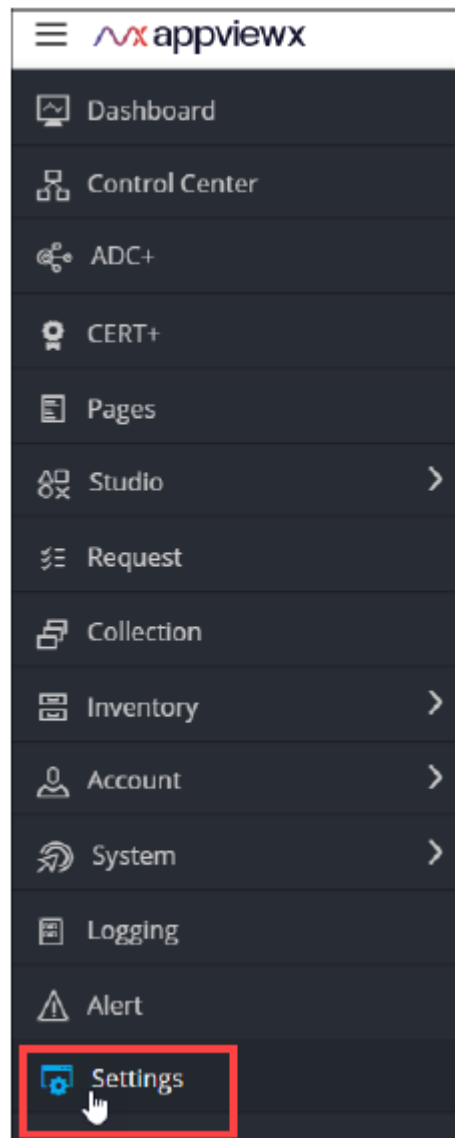 appviewx
Dashboard
Control Center
ADC+
CERT+
Pages
Studio
Request
Collection
Inventory
Account
System
Logging
Alert
Settings